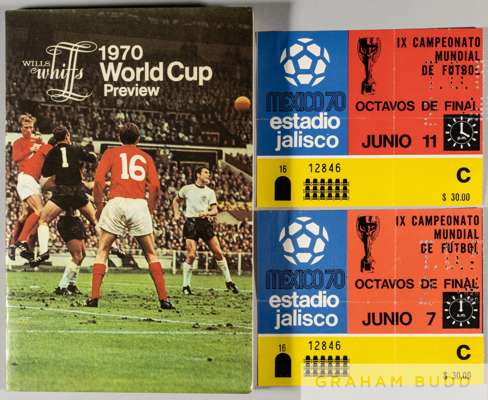 WILLS
Whiffs
1970
World Cup
Preview
1
16
IX CAMPEONATO
MUNDIAL
DE FUTBOL
MEXICO 70
estadio
jalisco
OCTAVOS DE FINAL
JUNIO 11
16
12846
C
$ 30.00
IX CAMPEONATO
MUNDIAL
DE FUTBOL
MEXICO 70
estadio
jalisco
OCTAVOS DE FINAL
JUNIO 7
16
12846
C
$ 30.00
GRAHAM BUDD